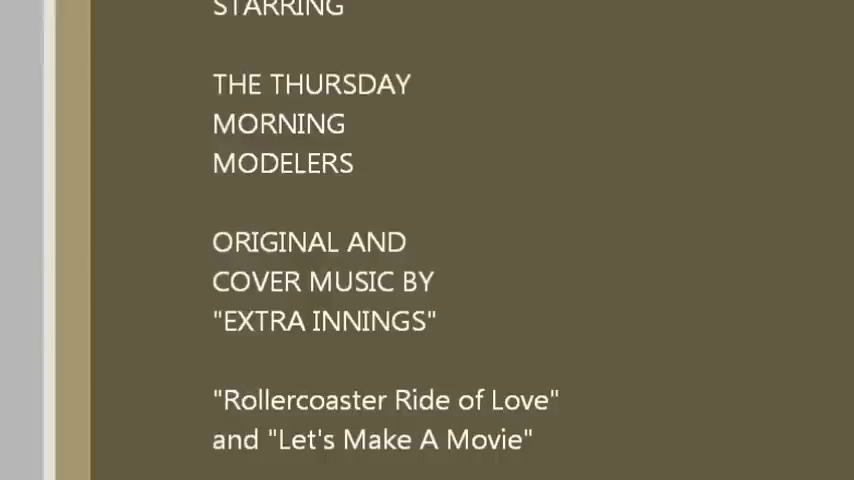 STARRING
THE THURSDAY
MORNING
MODELERS
ORIGINAL AND
COVER MUSIC BY
"EXTRA INNINGS"
"Rollercoaster Ride of Love"
and "Let's Make A Movie"